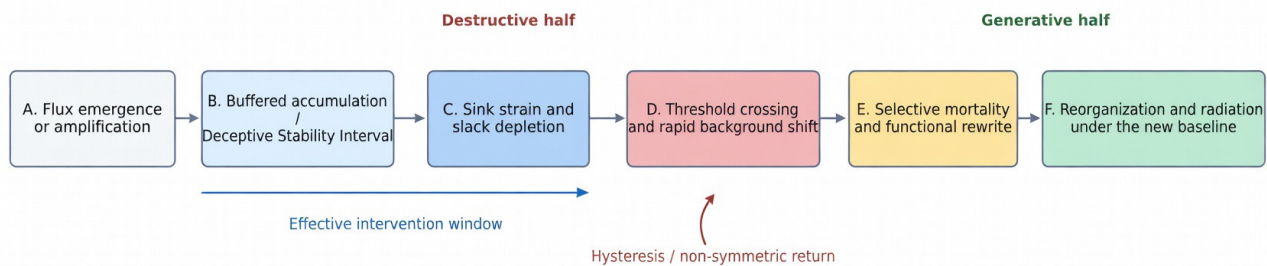 Destructive half
Generative half
A. Flux emergence
or amplification
B. Buffered accumulation
/
Deceptive Stability Interval
C. Sink strain and
slack depletion
D. Threshold crossing
and rapid background shift
E. Selective mortality
and functional rewrite
F. Reorganization and radiation
under the new baseline
Effective intervention window
Hysteresis / non-symmetric return